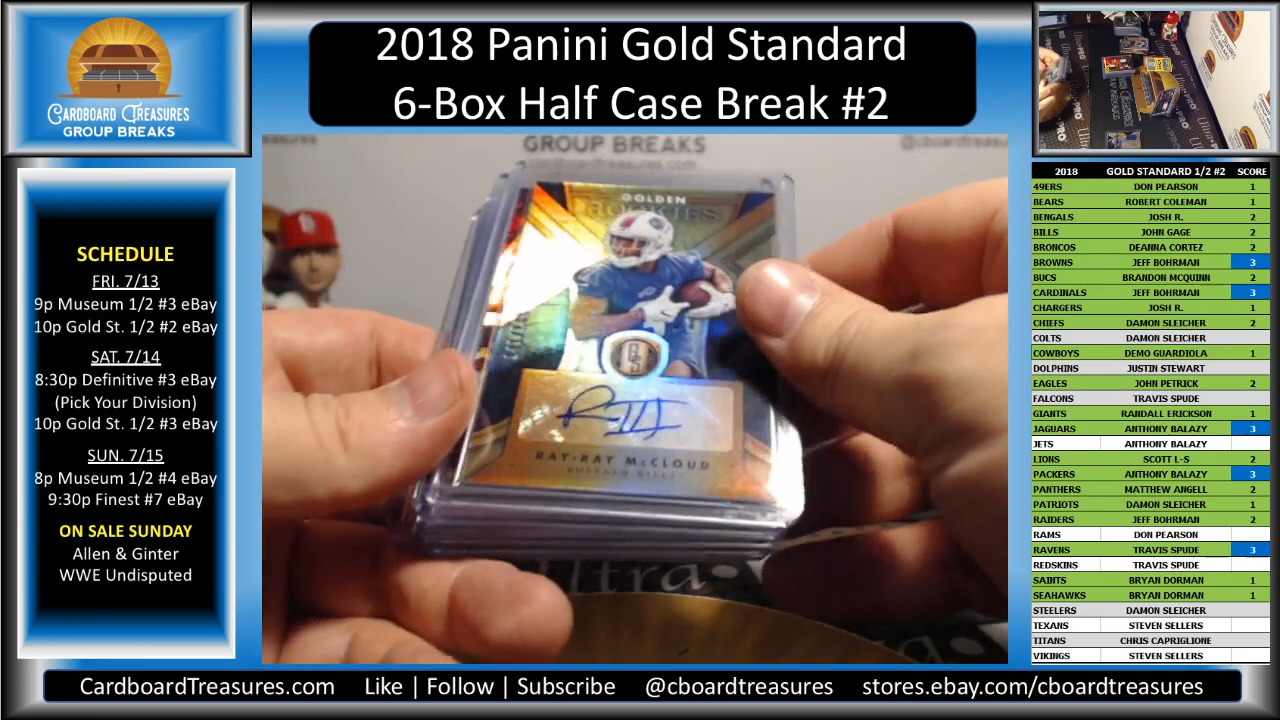 CARDBOARD TREASURES
GROUP BREAKS
2018 Panini Gold Standard
6-Box Half Case Break #2
SCHEDULE
FRI. 7/13
9p Museum 1/2 #3 eBay
10p Gold St. 1/2 #2 eBay
SAT. 7/14
8:30p Definitive #3 eBay
(Pick Your Division)
10p Gold St. 1/2 #3 eBay
SUN. 7/15
8p Museum 1/2 #4 eBay
9:30p Finest #7 eBay
ON SALE SUNDAY
Allen & Ginter
WWE Undisputed
GROUP BREAKS
GOLDEN
ROOKIES
GS
RAY-RAY McCLOUD
BUFFALO BILLS
Ultra
2018 GOLD STANDARD 1/2 #2 SCORE
49ERS DON PEARSON 1
BEARS ROBERT COLEMAN 1
BENGALS JOSH R. 2
BILLS JOHN GAGE 2
BRONCOS DEANNA CORTEZ 2
BROWNS JEFF BOHRMAN 3
BUCS BRANDON MCQUINN 2
CARDINALS JEFF BOHRMAN 3
CHARGERS JOSH R. 1
CHIEFS DAMON SLEICHER 2
COLTS DAMON SLEICHER
COWBOYS DEMO GUARDIOLA 1
DOLPHINS JUSTIN STEWART
EAGLES JOHN PETRICK 2
FALCONS TRAVIS SPUDE
GIANTS RANDALL ERICKSON 1
JAGUARS ANTHONY BALAZY 3
JETS ANTHONY BALAZY
LIONS SCOTT L-S 2
PACKERS ANTHONY BALAZY 3
PANTHERS MATTHEW ANGELL 2
PATRIOTS DAMON SLEICHER 1
RAIDERS JEFF BOHRMAN 2
RAMS DON PEARSON
RAVENS TRAVIS SPUDE 3
REDSKINS TRAVIS SPUDE
SAINTS BRYAN DORMAN 1
SEAHAWKS BRYAN DORMAN 1
STEELERS DAMON SLEICHER
TEXANS STEVEN SELLERS
TITANS CHRIS CAPRIGLIONE
VIKINGS STEVEN SELLERS
CardboardTreasures.com Like | Follow | Subscribe @cboardtreasures stores.ebay.com/cboardtreasures